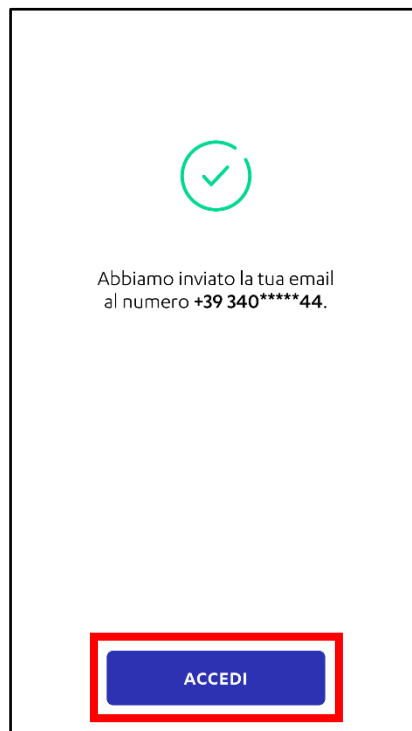 Abbiamo inviato la tua email
al numero +39 340*****44.
ACCEDI